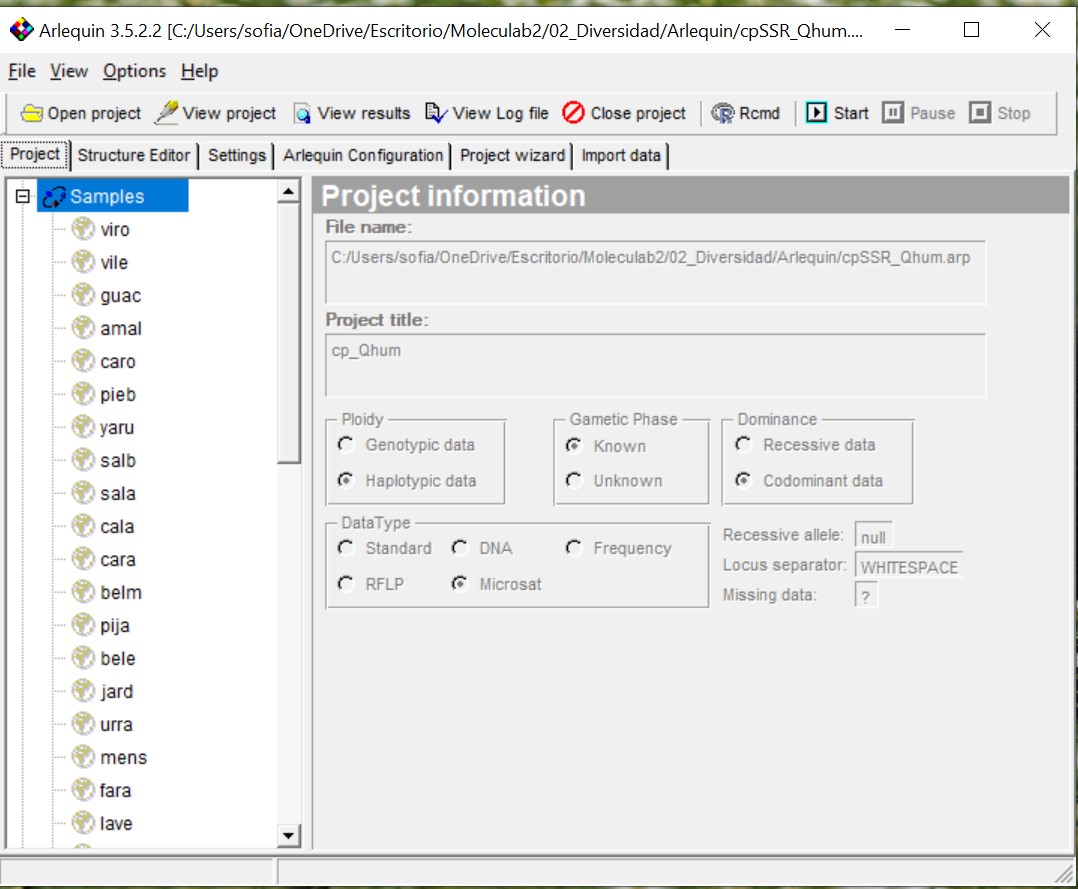 Arlequin 3.5.2.2 [C:/Users/sofia/OneDrive/Escritorio/Moleculab2/02_Diversidad/Arlequin/cpSSR_Qhum....
File View Options Help
Open project View project View results View Log file Close project Rcmd Start Pause Stop
Project Structure Editor Settings Arlequin Configuration Project wizard Import data
Samples
viro
vile
guac
amal
caro
pieb
yaru
salb
sala
cala
cara
belm
pija
bele
jard
urra
mens
fara
lave
Project information
File name:
C:/Users/sofia/OneDrive/Escritorio/Moleculab2/02_Diversidad/Arlequin/cpSSR_Qhum.arp
Project title:
cp_Qhum
Ploidy
Genotypic data
Haplotypic data
Gametic Phase
Known
Unknown
Dominance
Recessive data
Codominant data
DataType
Standard DNA Frequency
RFLP Microsat
Recessive allele: null
Locus separator: WHITESPACE
Missing data: ?